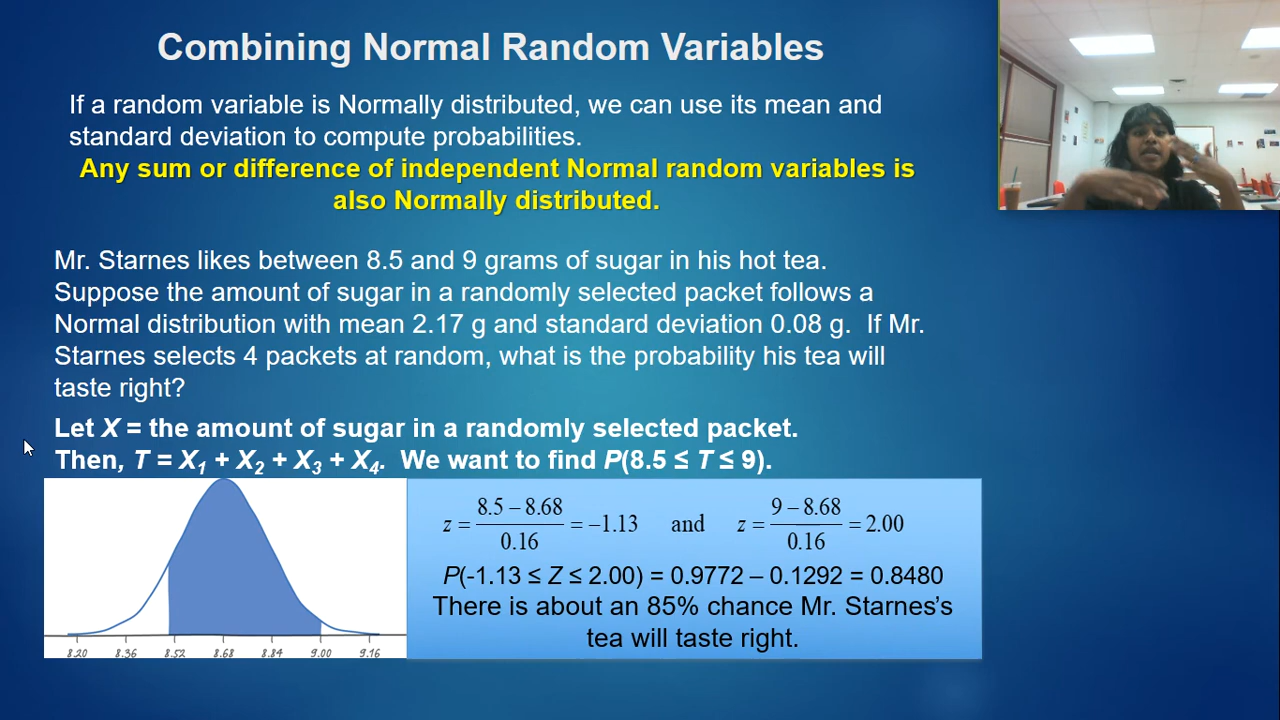 Combining Normal Random Variables
If a random variable is Normally distributed, we can use its mean and
standard deviation to compute probabilities.
Any sum or difference of independent Normal random variables is
also Normally distributed.
Mr. Starnes likes between 8.5 and 9 grams of sugar in his hot tea.
Suppose the amount of sugar in a randomly selected packet follows a
Normal distribution with mean 2.17 g and standard deviation 0.08 g.  If Mr.
Starnes selects 4 packets at random, what is the probability his tea will
taste right?
Let X = the amount of sugar in a randomly selected packet.
Then, T = X₁ + X₂ + X₃ + X₄.  We want to find P(8.5 ≤ T ≤ 9).
z = (8.5 – 8.68)/0.16 = –1.13 and z = (9 – 8.68)/0.16 = 2.00
P(-1.13 ≤ Z ≤ 2.00) = 0.9772 – 0.1292 = 0.8480
There is about an 85% chance Mr. Starnes's
tea will taste right.
8.20 8.36 8.52 8.68 8.84 9.00 9.16